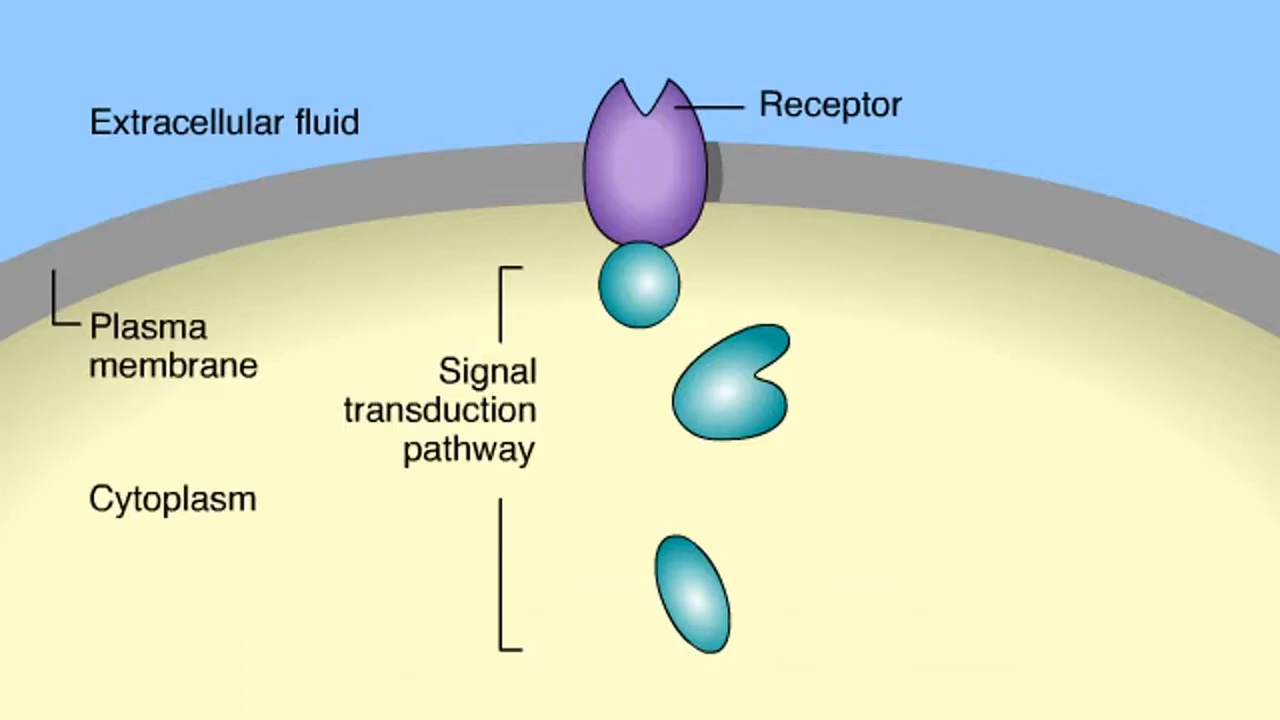 Receptor
Extracellular fluid
Plasma
membrane
Signal
transduction
pathway
Cytoplasm